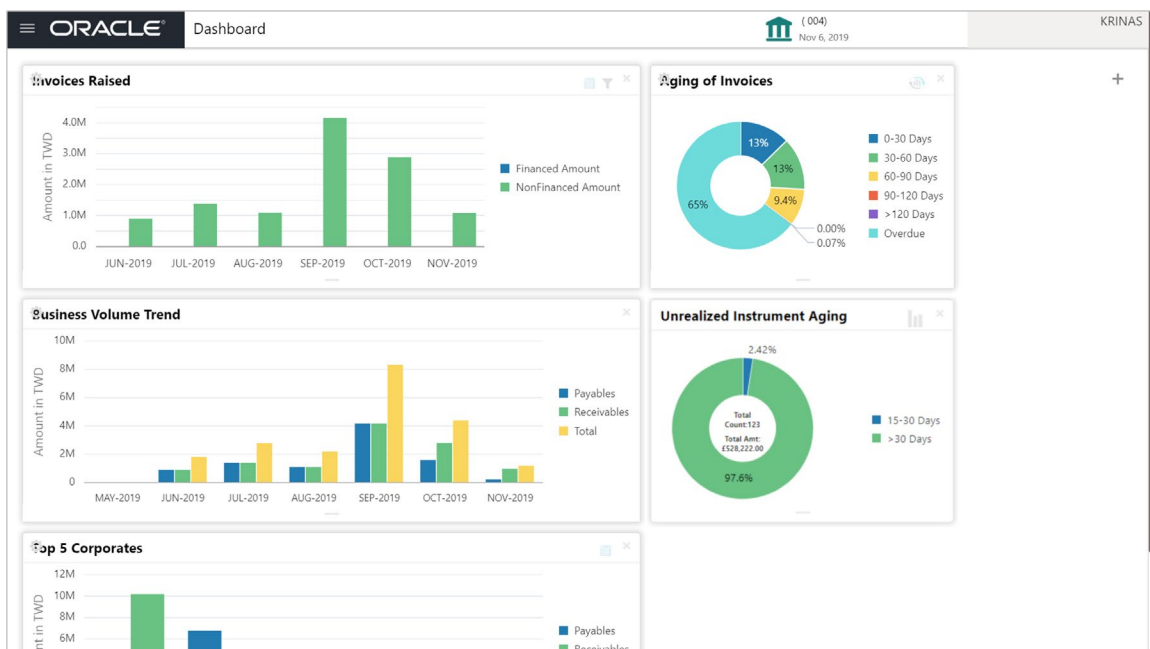 ORACLE
Dashboard
( 004)
Nov 6, 2019
KRINAS
Invoices Raised
Amount in TWD
4.0M
3.0M
2.0M
1.0M
0.0
JUN-2019 JUL-2019 AUG-2019 SEP-2019 OCT-2019 NOV-2019
Financed Amount
NonFinanced Amount
Aging of Invoices
13%
13%
9.4%
65%
0.00%
0.07%
0-30 Days
30-60 Days
60-90 Days
90-120 Days
>120 Days
Overdue
Business Volume Trend
Amount in TWD
10M
8M
6M
4M
2M
0
MAY-2019 JUN-2019 JUL-2019 AUG-2019 SEP-2019 OCT-2019 NOV-2019
Payables
Receivables
Total
Unrealized Instrument Aging
2.42%
Total
Count:123
Total Amt:
£528,222.00
97.6%
15-30 Days
>30 Days
Top 5 Corporates
12M
10M
8M
6M
nt in TWD
Payables
Receivables